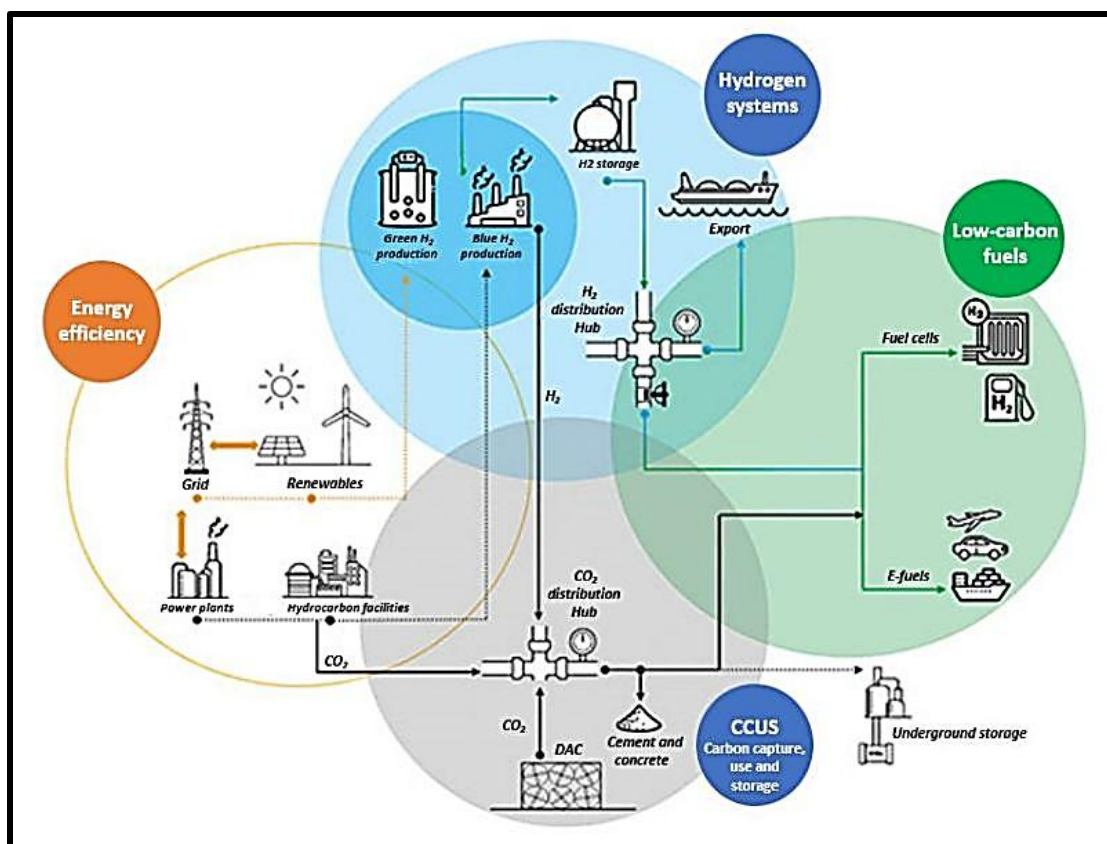 Hydrogen
systems
H2 storage
Green H₂
production
Blue H₂
production
Export
Low-carbon
fuels
Energy
efficiency
H₂
distribution
Hub
Fuel cells
H₂
H₂
H₂
Grid
Renewables
CO₂
distribution
Hub
E-fuels
Power plants
Hydrocarbon facilities
CO₂
CO₂
DAC
Cement and
concrete
CCUS
Carbon capture,
use and
storage
Underground storage